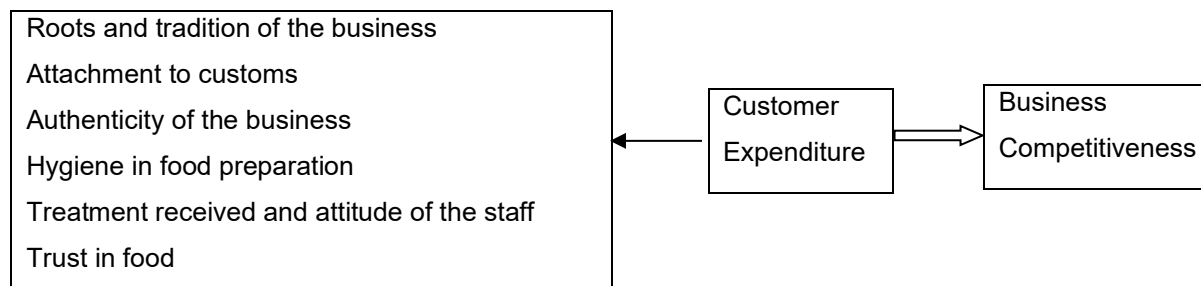 Roots and tradition of the business
Attachment to customs
Authenticity of the business
Hygiene in food preparation
Treatment received and attitude of the staff
Trust in food
Customer
Expenditure
Business
Competitiveness